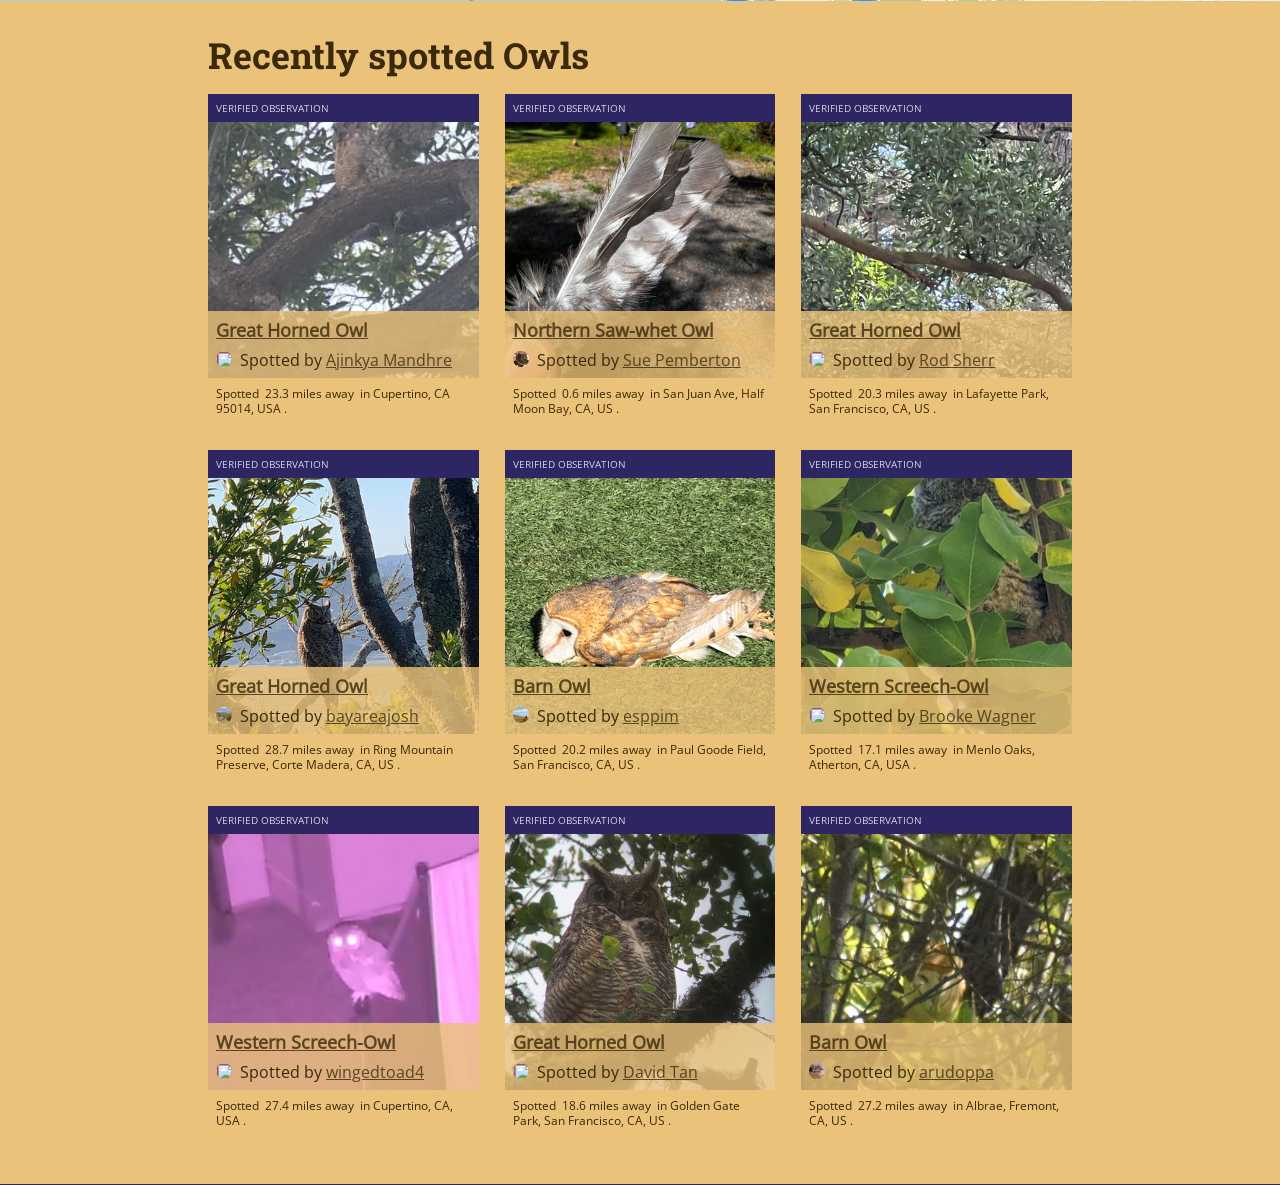 Recently spotted Owls
VERIFIED OBSERVATION
Great Horned Owl
Spotted by Ajinkya Mandhre
Spotted 23.3 miles away in Cupertino, CA
95014, USA .
VERIFIED OBSERVATION
Northern Saw-whet Owl
Spotted by Sue Pemberton
Spotted 0.6 miles away in San Juan Ave, Half
Moon Bay, CA, US .
VERIFIED OBSERVATION
Great Horned Owl
Spotted by Rod Sherr
Spotted 20.3 miles away in Lafayette Park,
San Francisco, CA, US .
VERIFIED OBSERVATION
Great Horned Owl
Spotted by bayareajosh
Spotted 28.7 miles away in Ring Mountain
Preserve, Corte Madera, CA, US .
VERIFIED OBSERVATION
Barn Owl
Spotted by esppim
Spotted 20.2 miles away in Paul Goode Field,
San Francisco, CA, US .
VERIFIED OBSERVATION
Western Screech-Owl
Spotted by Brooke Wagner
Spotted 17.1 miles away in Menlo Oaks,
Atherton, CA, USA .
VERIFIED OBSERVATION
Western Screech-Owl
Spotted by wingedtoad4
Spotted 27.4 miles away in Cupertino, CA,
USA .
VERIFIED OBSERVATION
Great Horned Owl
Spotted by David Tan
Spotted 18.6 miles away in Golden Gate
Park, San Francisco, CA, US .
VERIFIED OBSERVATION
Barn Owl
Spotted by arudoppa
Spotted 27.2 miles away in Albrae, Fremont,
CA, US .